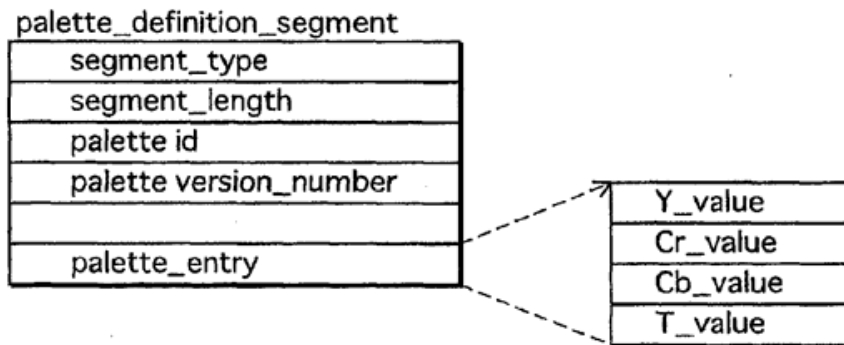 palette_definition_segment
segment_type
segment_length
palette id
palette version_number
palette_entry
Y_value
Cr_value
Cb_value
T_value